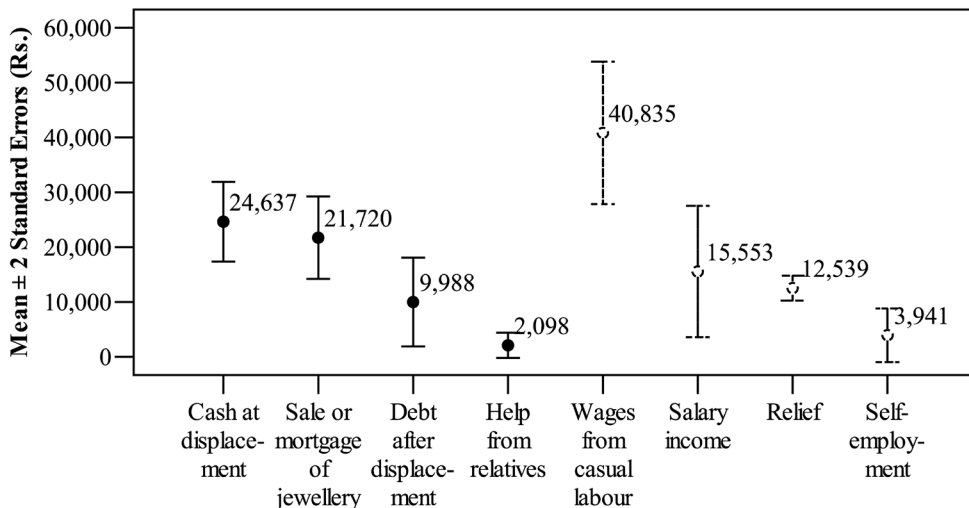 Mean ± 2 Standard Errors (Rs.)
60,000
50,000
40,000
30,000
20,000
10,000
0
24,637
21,720
9,988
2,098
40,835
15,553
12,539
3,941
Cash at
displace-
ment
Sale or
mortgage
of
jewellery
Debt
after
displace-
ment
Help
from
relatives
Wages
from
casual
labour
Salary
income
Relief
Self-
employ-
ment